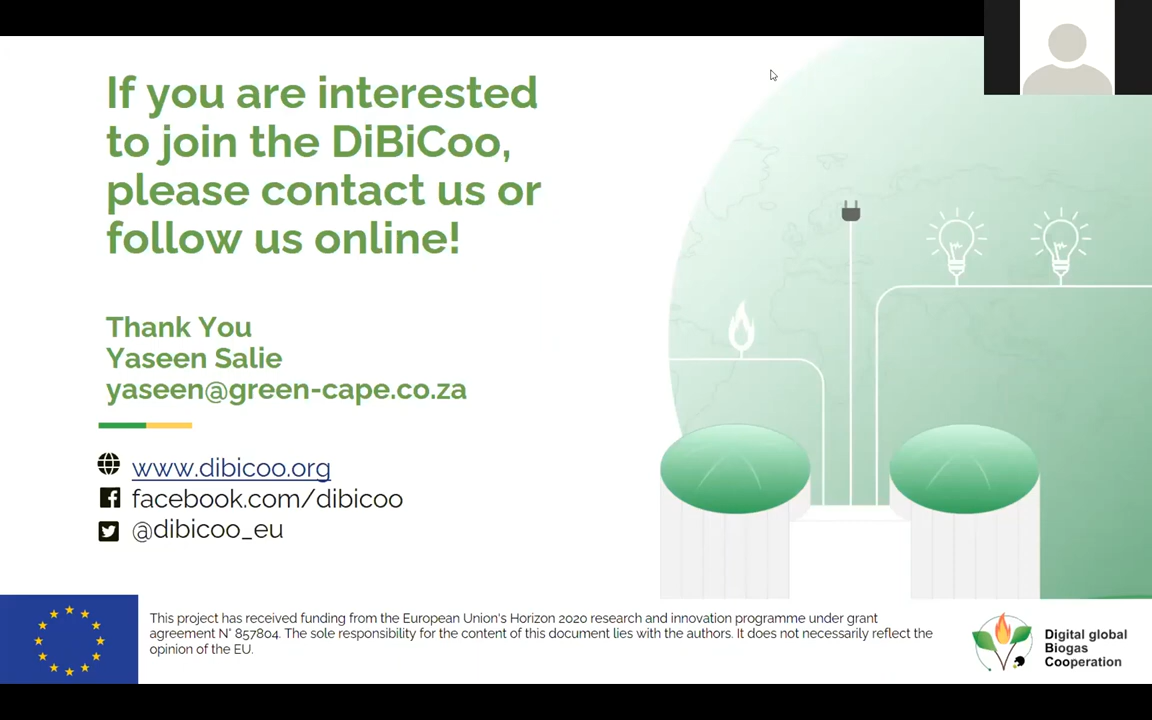 If you are interested
to join the DiBiCoo,
please contact us or
follow us online!
Thank You
Yaseen Salie
yaseen@green-cape.co.za
www.dibicoo.org
facebook.com/dibicoo
@dibicoo_eu
This project has received funding from the European Union's Horizon 2020 research and innovation programme under grant
agreement N° 857804. The sole responsibility for the content of this document lies with the authors. It does not necessarily reflect the
opinion of the EU.
Digital global
Biogas
Cooperation